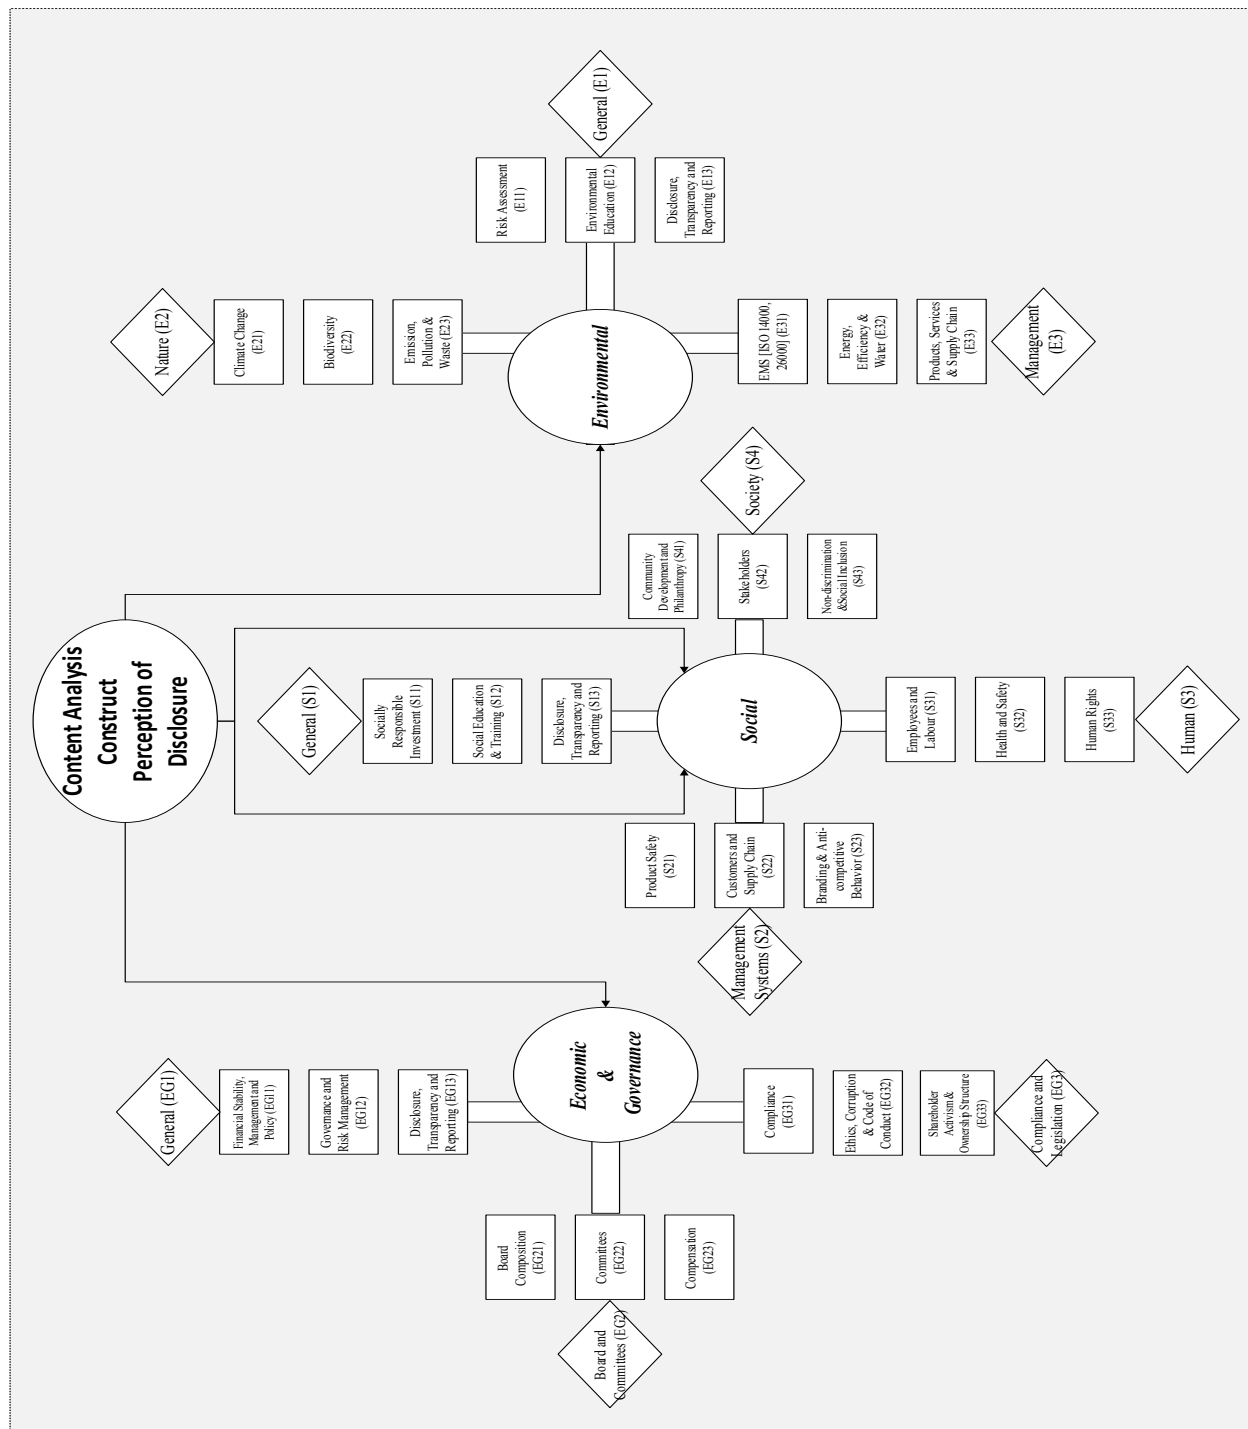 Content Analysis
Construct
Perception of
Disclosure
Economic
&
Governance
General (EG1)
Financial Stability,
Management and
Policy (EG11)
Governance and
Risk Management
(EG12)
Disclosure,
Transparency and
Reporting (EG13)
Board and
Committees (EG2)
Board
Composition
(EG21)
Committees
(EG22)
Compensation
(EG23)
Compliance
(EG31)
Ethics, Corruption
& Code of
Conduct (EG32)
Shareholder
Activism &
Ownership Structure
(EG33)
Compliance and
Legislation (EG3)
Social
General (S1)
Socially
Responsible
Investment (S11)
Social Education
& Training (S12)
Disclosure,
Transparency and
Reporting (S13)
Management
Systems (S2)
Product Safety
(S21)
Customers and
Supply Chain
(S22)
Branding & Anti-
competitive
Behavior (S23)
Employees and
Labour (S31)
Health and Safety
(S32)
Human Rights
(S33)
Human (S3)
Community
Development and
Philanthropy (S41)
Stakeholders
(S42)
Non-discrimination
&Social Inclusion
(S43)
Society (S4)
Environmental
Nature (E2)
Climate Change
(E21)
Biodiversity
(E22)
Emission,
Pollution &
Waste (E23)
Risk Assessment
(E11)
Environmental
Education (E12)
Disclosure,
Transparency and
Reporting (E13)
General (E1)
EMS [ISO 14000,
26000] (E31)
Energy,
Efficiency &
Water (E32)
Products, Services
& Supply Chain
(E33)
Management
(E3)